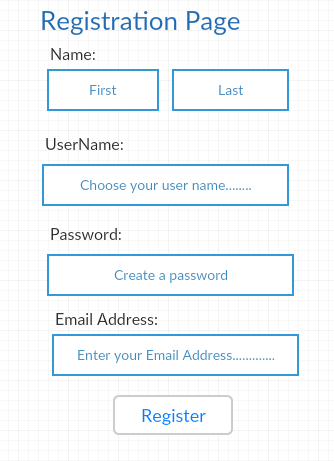 Registration Page
Name:
First Last
UserName:
Choose your user name........
Password:
Create a password
Email Address:
Enter your Email Address.............
Register